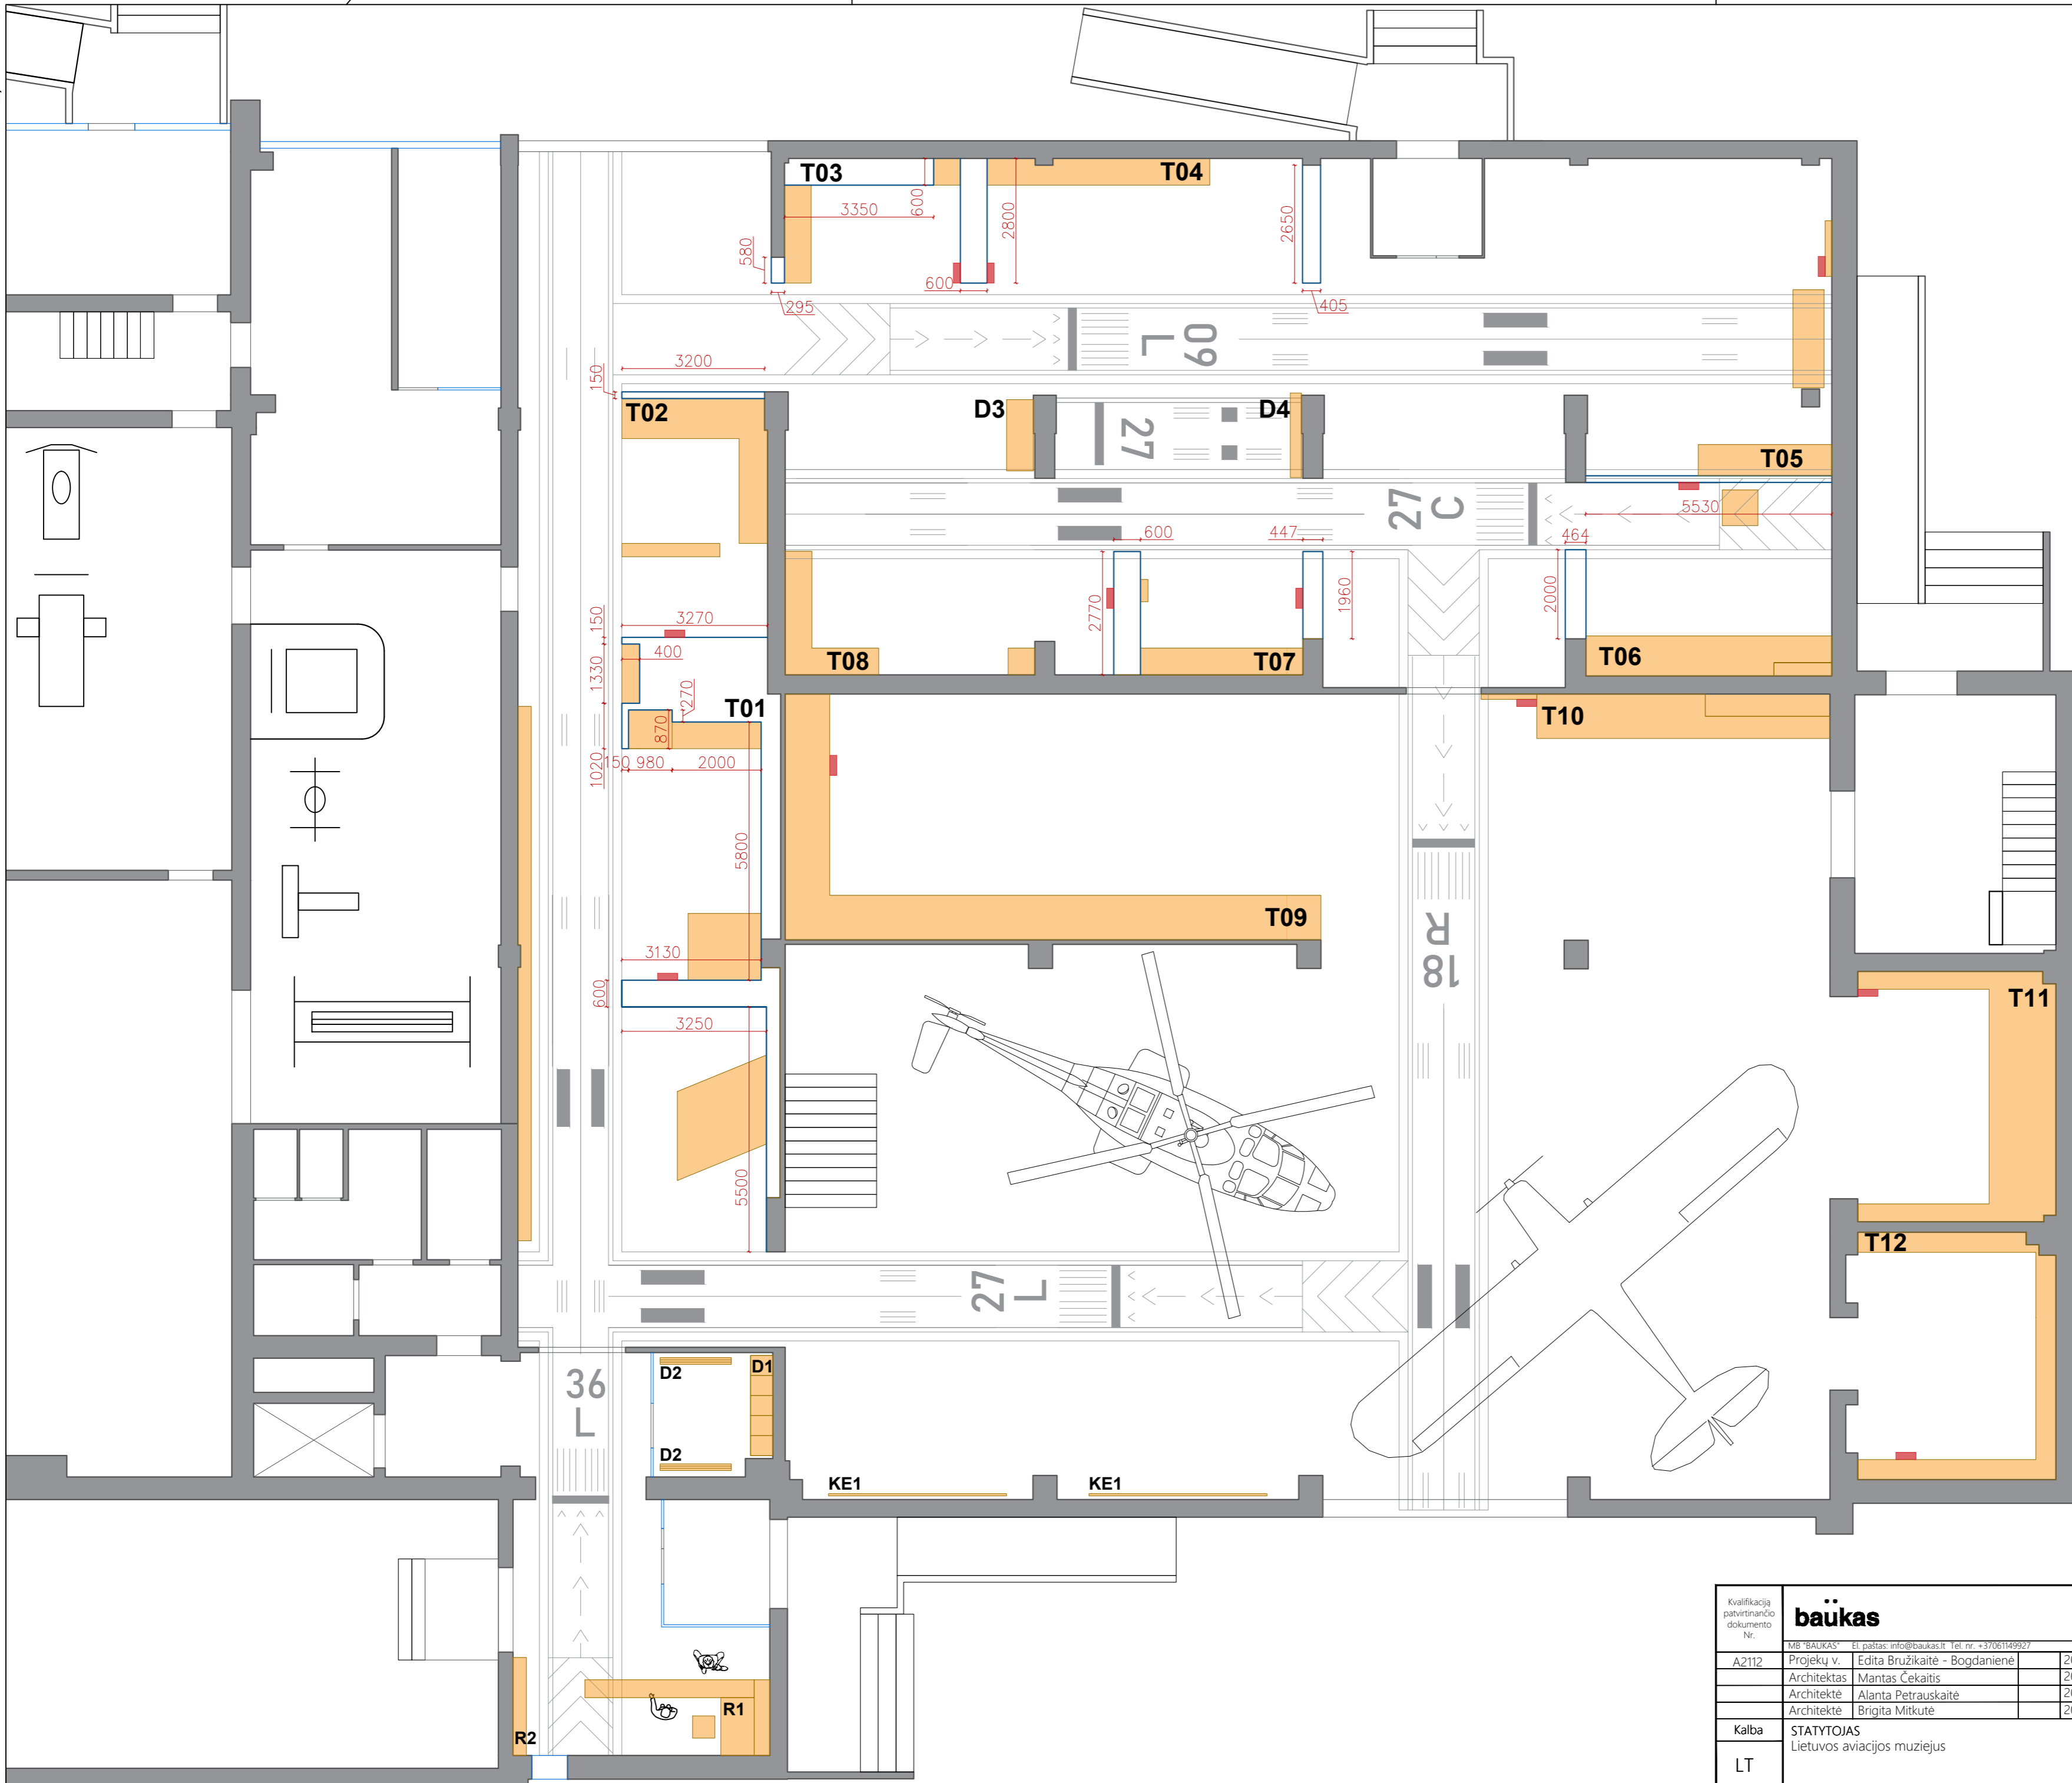 T03
T04
3350
600
2800
2650
580
295
600
405
09
L
3200
150
T02
D3
D4
27
T05
27
C
5530
464
600
447
2770
1960
2000
150
3270
400
1330
270
T01
870
1020
150
980
2000
T08
T07
T06
T10
5800
T09
R
18
3130
600
3250
5500
T11
T12
27
L
36
L
D2
D1
D2
KE1
KE1
R1
R2
Kvalifikaciją
patvirtinančio
dokumento
Nr.
baükas
MB "BAUKAS" El. paštas: info@baukas.lt Tel. nr. +37061149927
A2112 Projekų v. Edita Bružikaitė - Bogdanienė
Architektas Mantas Čekaitis
Architektė Alanta Petrauskaitė
Architektė Brigita Mitkutė
Kalba
STATYTOJAS
Lietuvos aviacijos muziejus
LT